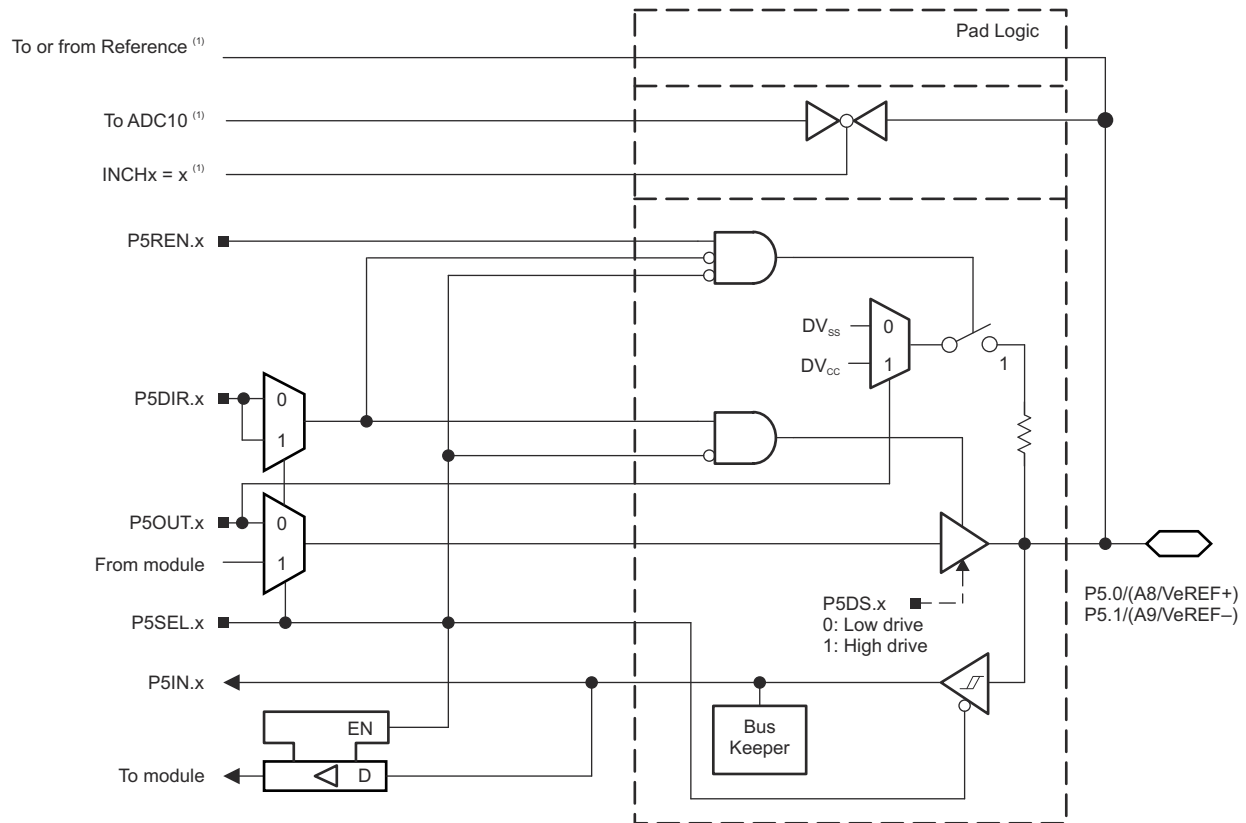 Pad Logic
To or from Reference (1)
To ADC10 (1)
INCHx = x (1)
P5REN.x
DVSS
0
DVCC
1
1
P5DIR.x
0
1
P5OUT.x
0
From module
1
P5SEL.x
P5DS.x
0: Low drive
1: High drive
P5.0/(A8/VeREF+)
P5.1/(A9/VeREF–)
P5IN.x
EN
Bus
Keeper
To module
D